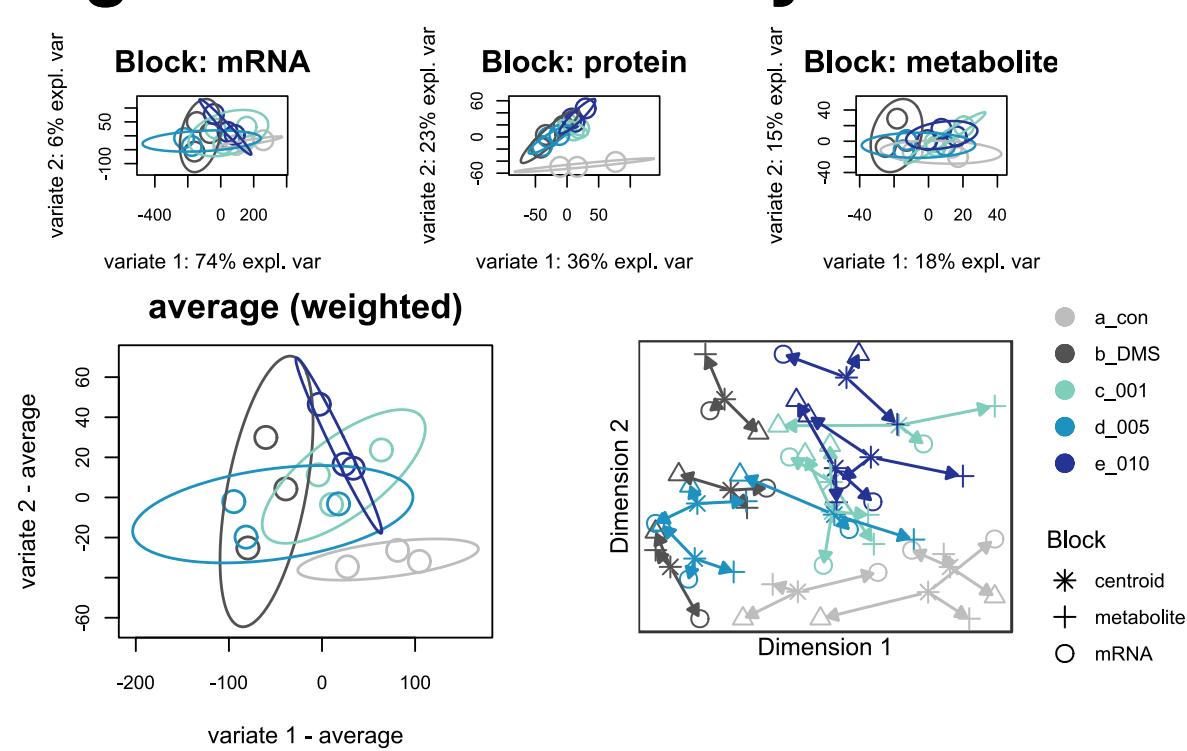 Block: mRNA
variate 2: 6% expl. var
50
-100
-400
0
200
variate 1: 74% expl. var
Block: protein
variate 2: 23% expl. var
60
0
-60
-50
0
50
variate 1: 36% expl. var
Block: metabolite
variate 2: 15% expl. var
40
0
-40
-40
0
20
40
variate 1: 18% expl. var
average (weighted)
variate 2 - average
60
40
20
0
-20
-60
-200
-100
0
100
variate 1 - average
Dimension 2
Dimension 1
a_con
b_DMS
c_001
d_005
e_010
Block
centroid
metabolite
mRNA